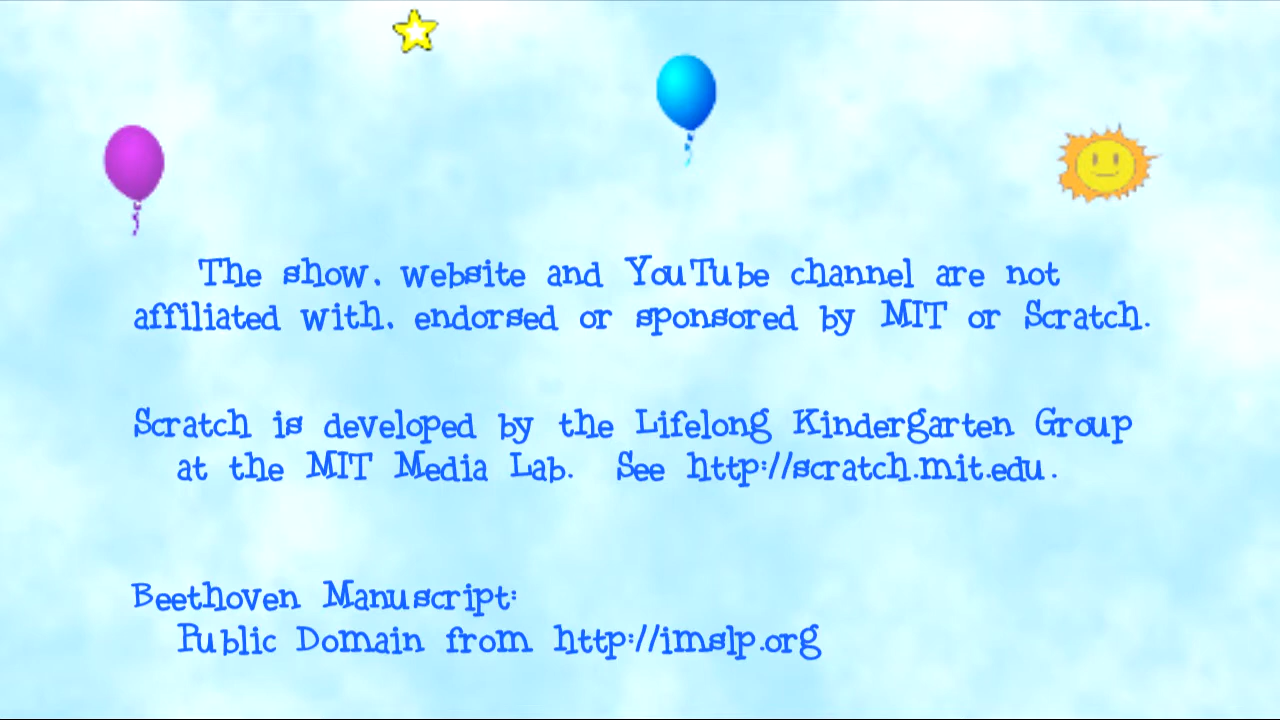 The show, website and YouTube channel are not
affiliated with, endorsed or sponsored by MIT or Scratch.
Scratch is developed by the Lifelong Kindergarten Group
at the MIT Media Lab. See http://scratch.mit.edu.
Beethoven Manuscript:
Public Domain from http://imslp.org